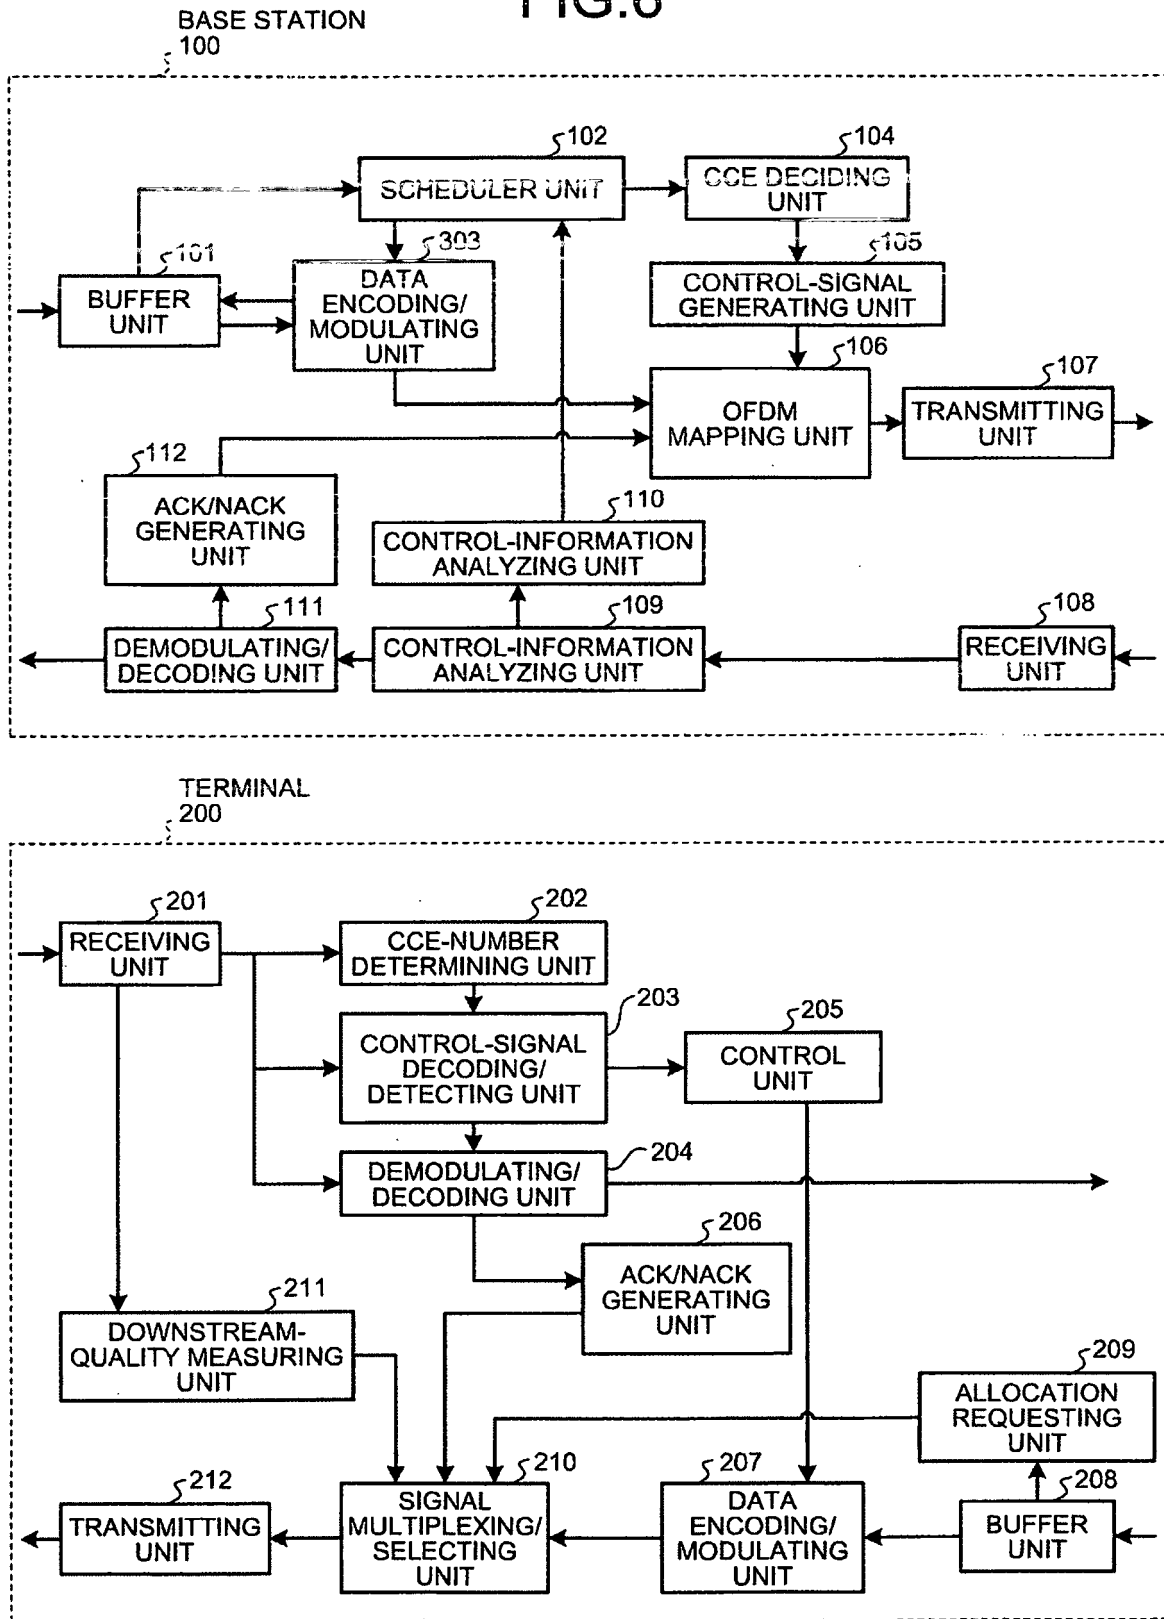 FIG.6
BASE STATION
100
102
104
SCHEDULER UNIT
CCE DECIDING
UNIT
101
303
105
BUFFER
UNIT
DATA
ENCODING/
MODULATING
UNIT
CONTROL-SIGNAL
GENERATING UNIT
106
107
OFDM
MAPPING UNIT
TRANSMITTING
UNIT
112
ACK/NACK
GENERATING
UNIT
110
CONTROL-INFORMATION
ANALYZING UNIT
111
109
108
DEMODULATING/
DECODING UNIT
CONTROL-INFORMATION
ANALYZING UNIT
RECEIVING
UNIT
TERMINAL
200
201
202
RECEIVING
UNIT
CCE-NUMBER
DETERMINING UNIT
203
205
CONTROL-SIGNAL
DECODING/
DETECTING UNIT
CONTROL
UNIT
204
DEMODULATING/
DECODING UNIT
206
ACK/NACK
GENERATING
UNIT
211
DOWNSTREAM-
QUALITY MEASURING
UNIT
209
ALLOCATION
REQUESTING
UNIT
212
210
207
208
TRANSMITTING
UNIT
SIGNAL
MULTIPLEXING/
SELECTING
UNIT
DATA
ENCODING/
MODULATING
UNIT
BUFFER
UNIT